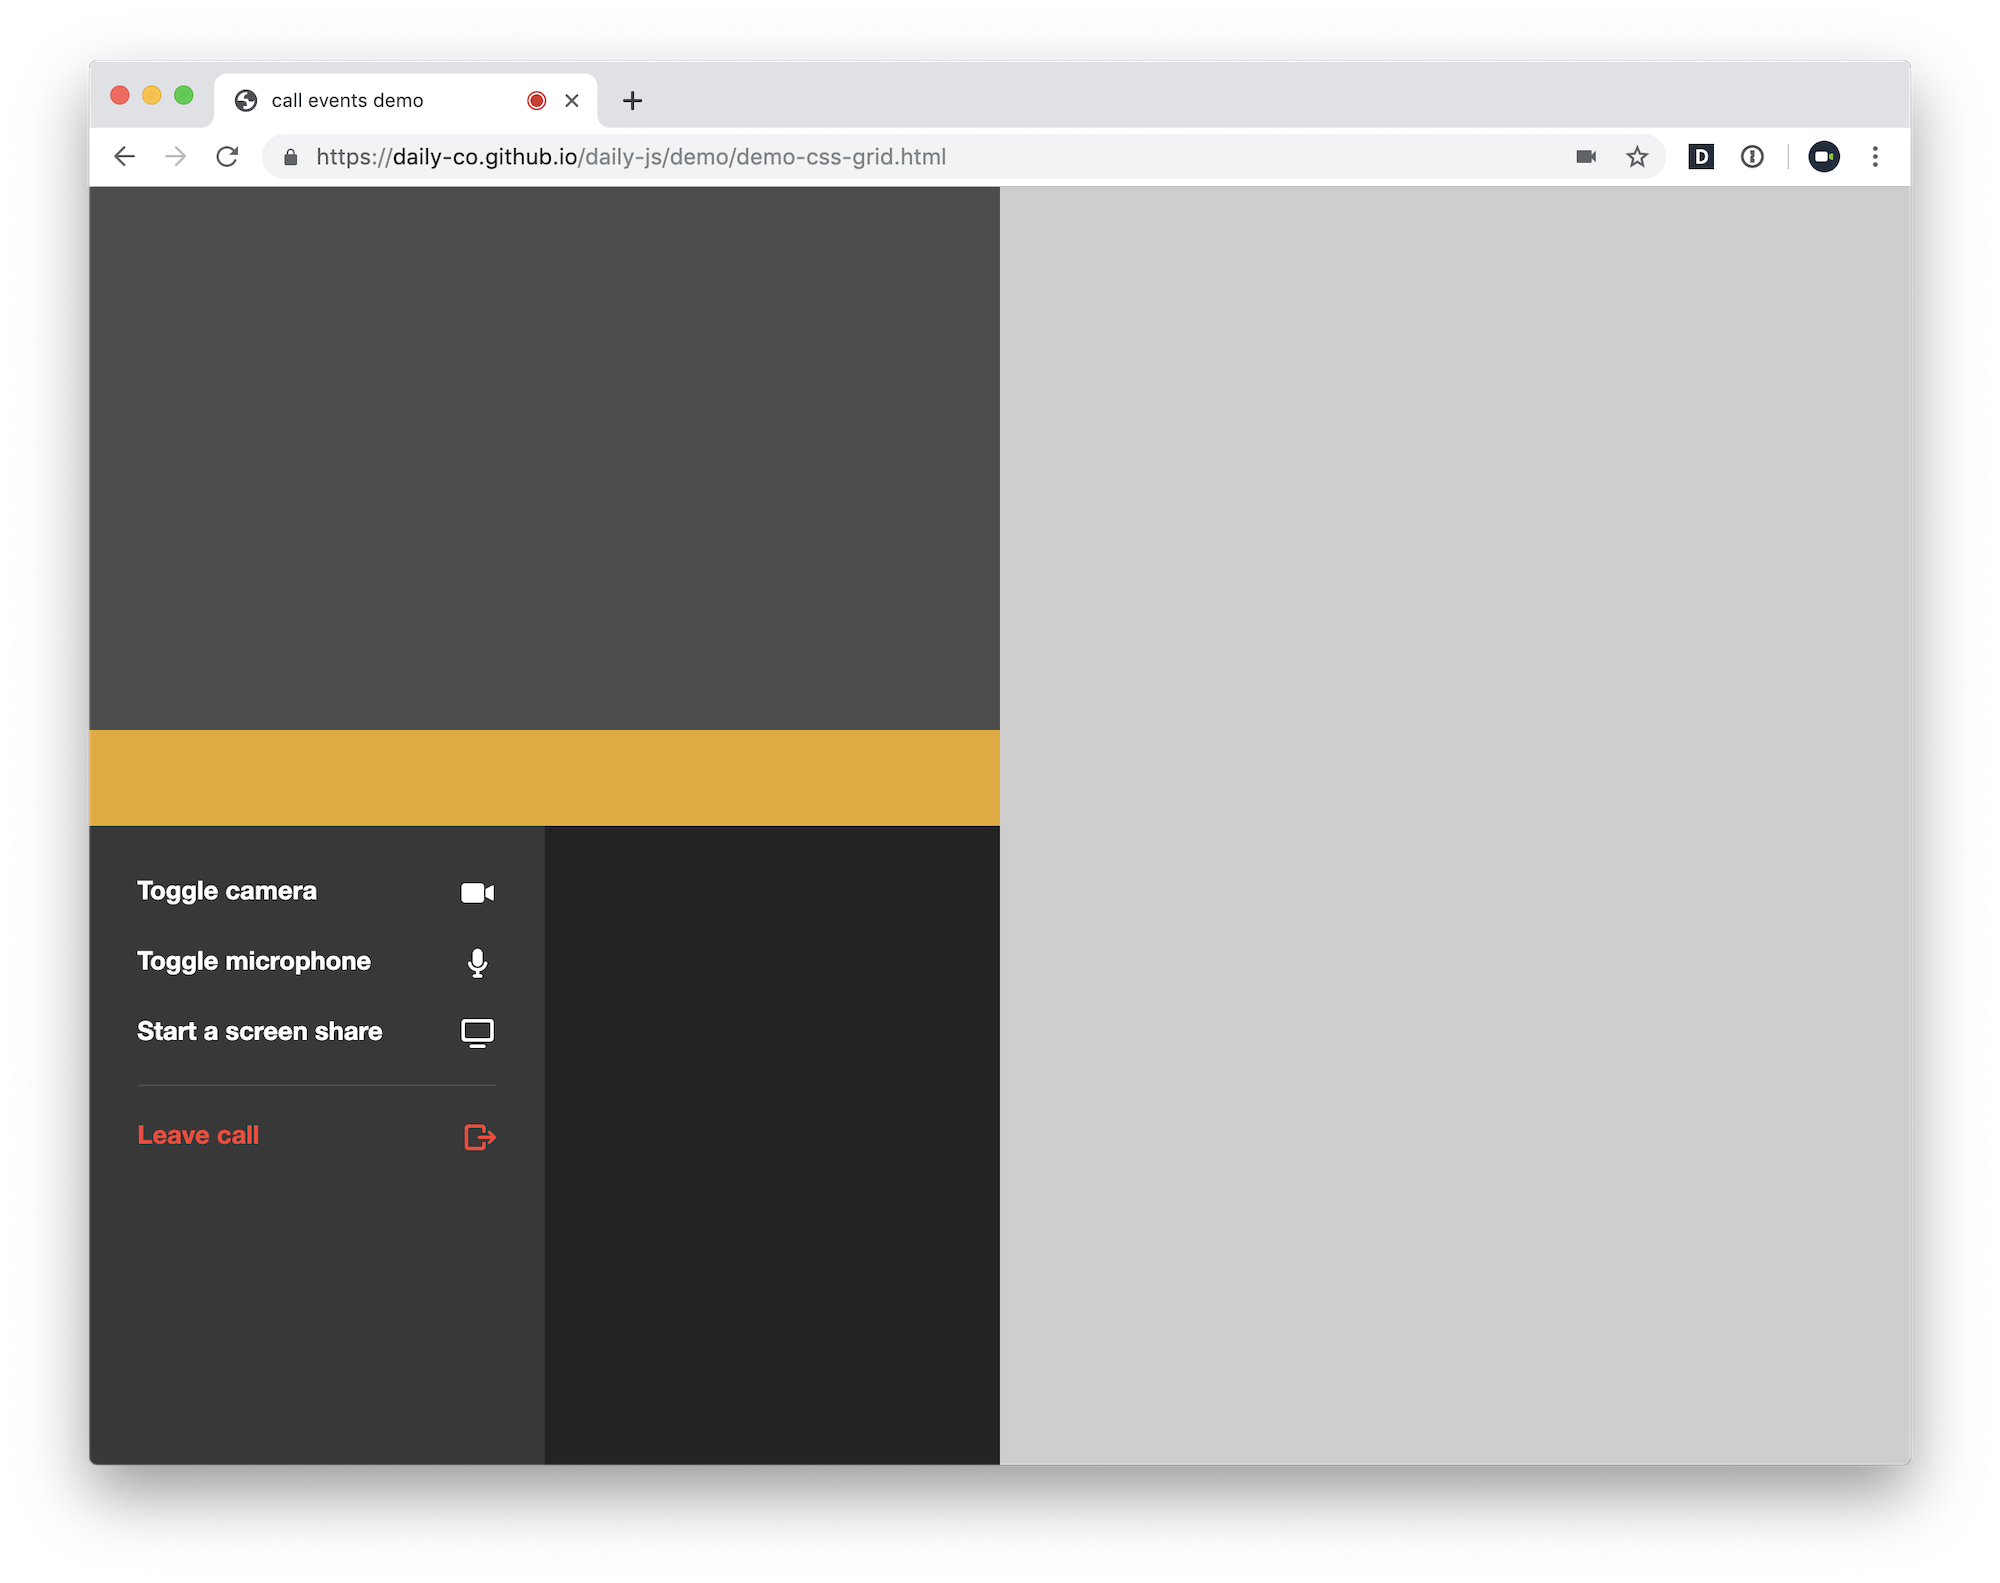 call events demo
https://daily-co.github.io/daily-js/demo/demo-css-grid.html
D
Toggle camera
Toggle microphone
Start a screen share
Leave call